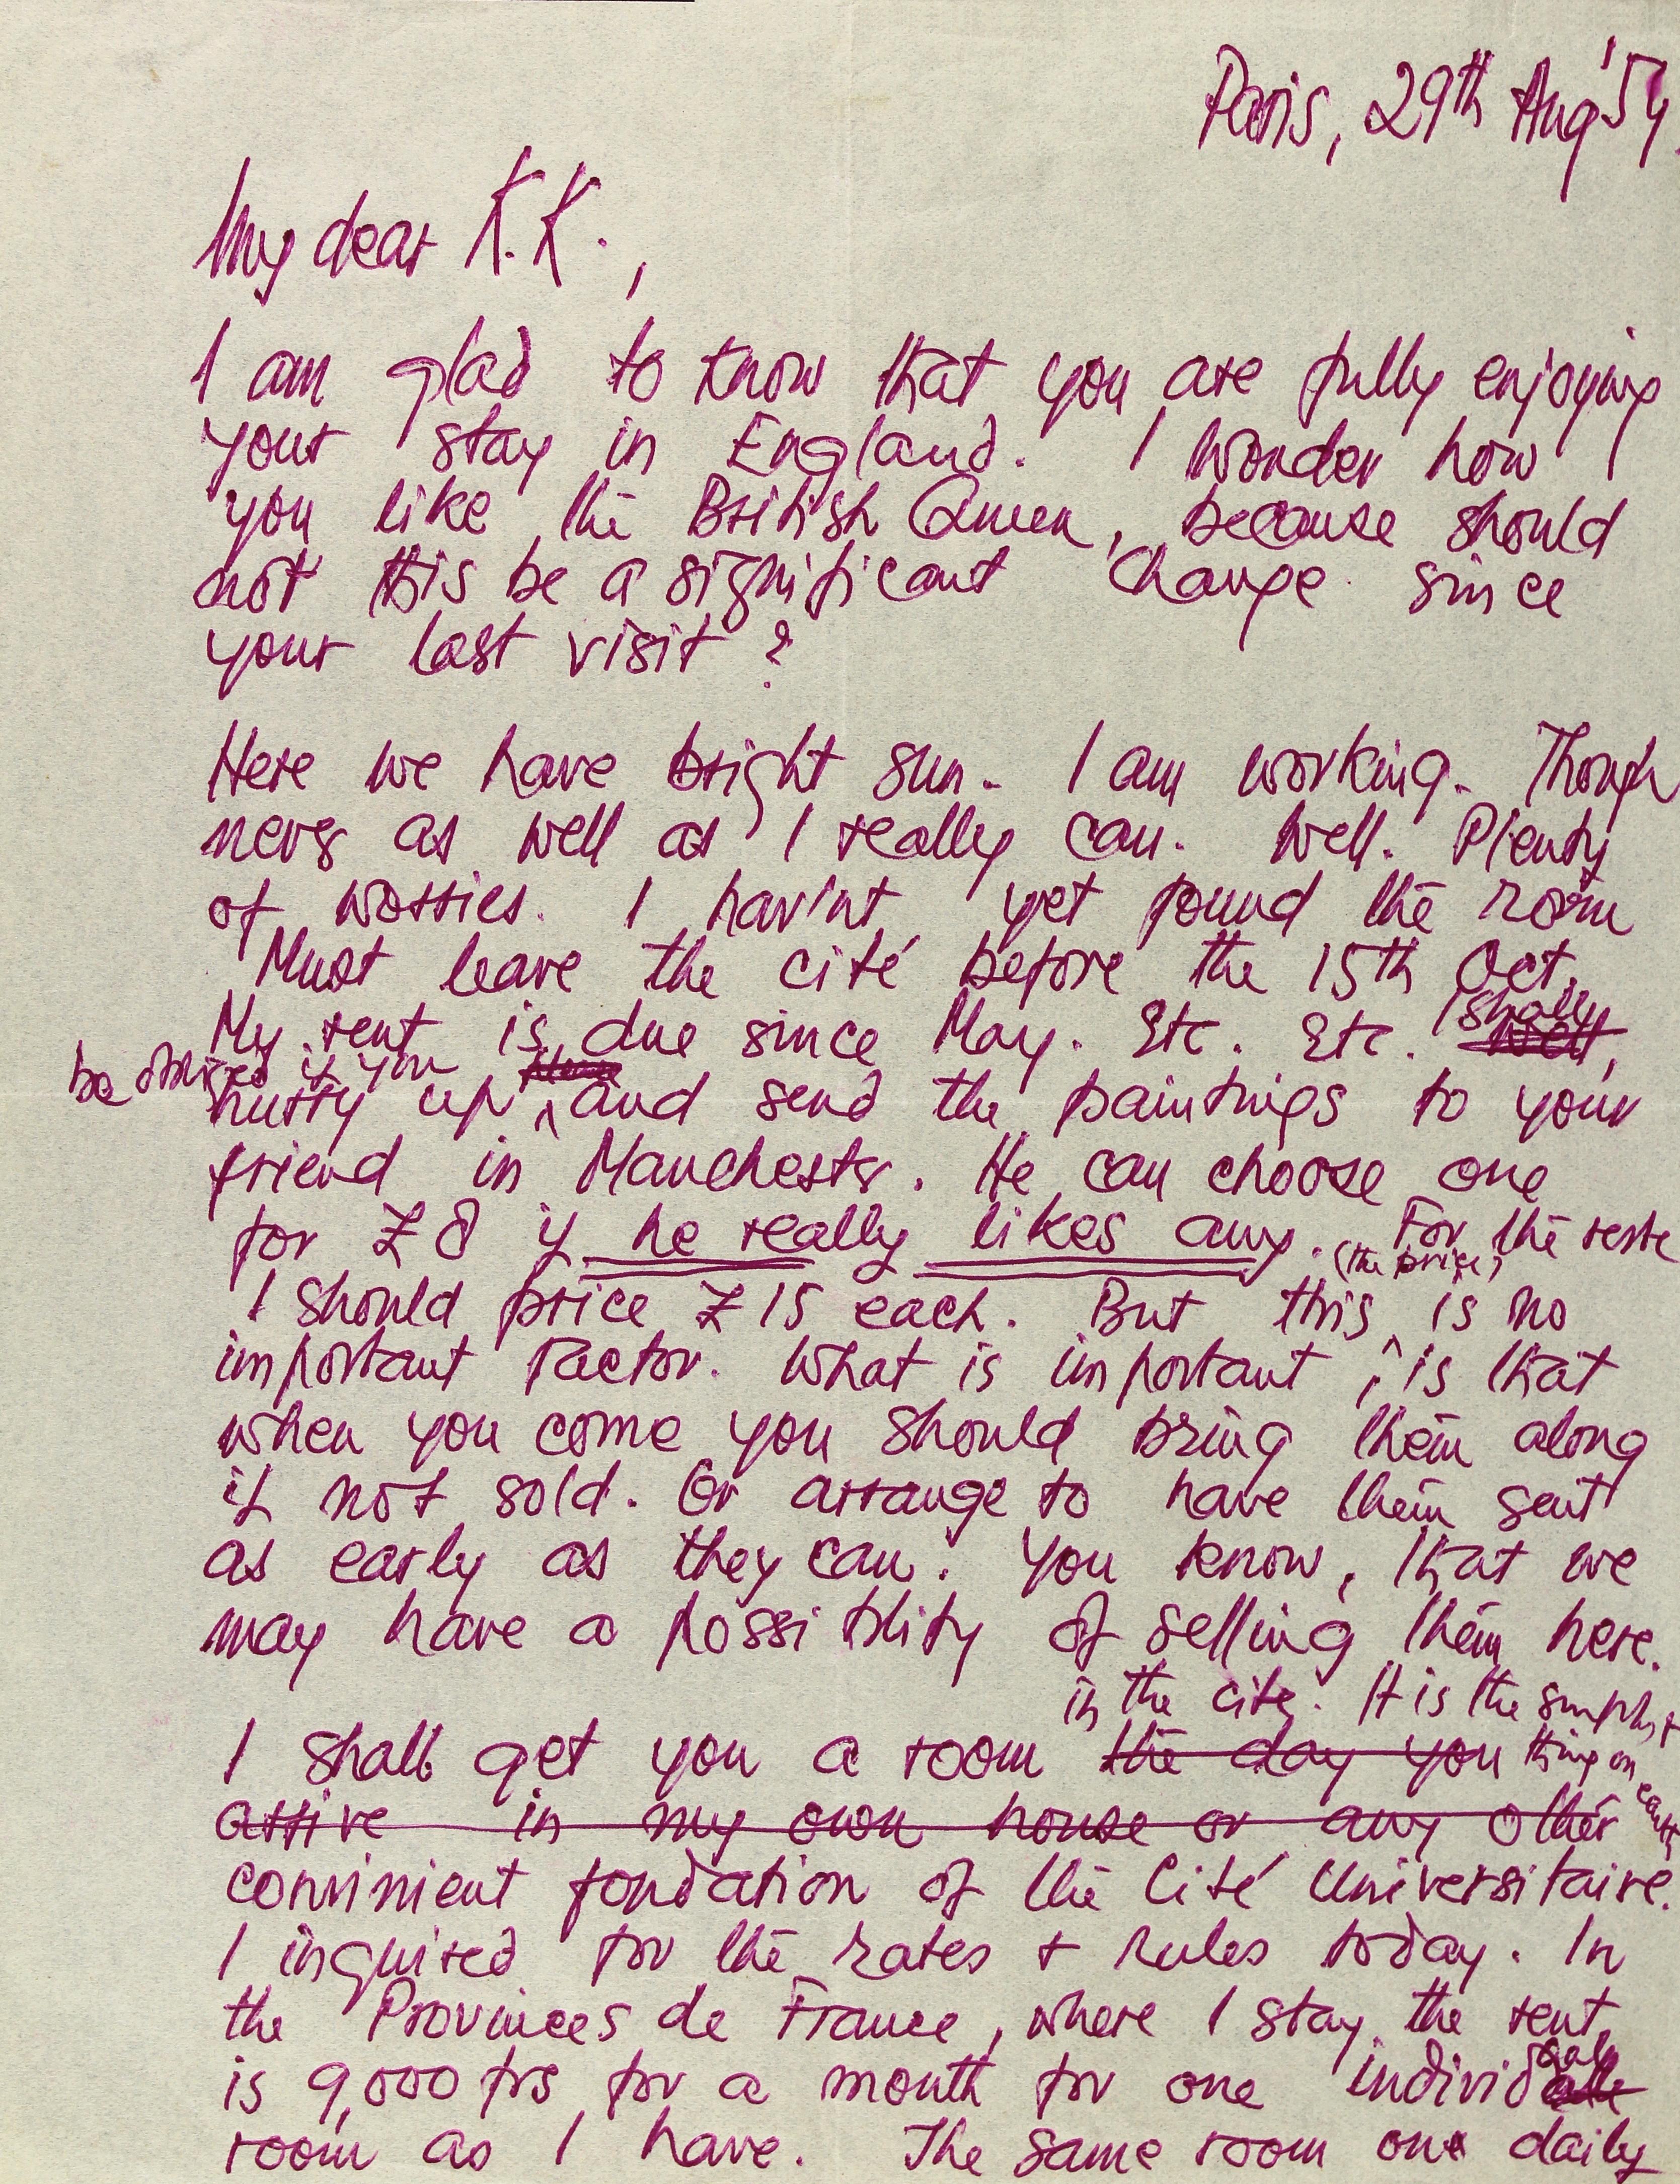 Paris, 29th Aug '54.
My dear K.K.,
I am glad to know that you are fully enjoying
your stay in England. I wonder how
you like the British Queen, because should
not this be a significant change since
your last visit?
Here we have bright sun. I am working. Though
never as well as I really can. Well. Plenty
of worries. I hav'nt yet found the room
Must leave the cité before the 15th Oct.
My rent is due since May. Etc. Etc. I shall
be obliged if you
hurry up and send the paintings to your
friend in Manchester. He can choose one
for £8 if he really likes any. For the reste
I should price £15 each. But this (the price) is no
important factor. What is important, is that
when you come you should bring them along
if not sold. Or arrange to have them sent
as early as they can. You know, that we
may have a possiblity of selling them here.
in the cité. It is the simplest
I shall get you a room the day you thing on earth
arrive in my own house or any other
convinient fondation of the Cité Universitaire.
I inquired for the rates + rules today. In
the Provinces de France, where I stay, the rent
is 9,000 frs for a month for one individual
room as I have. The same room one daily